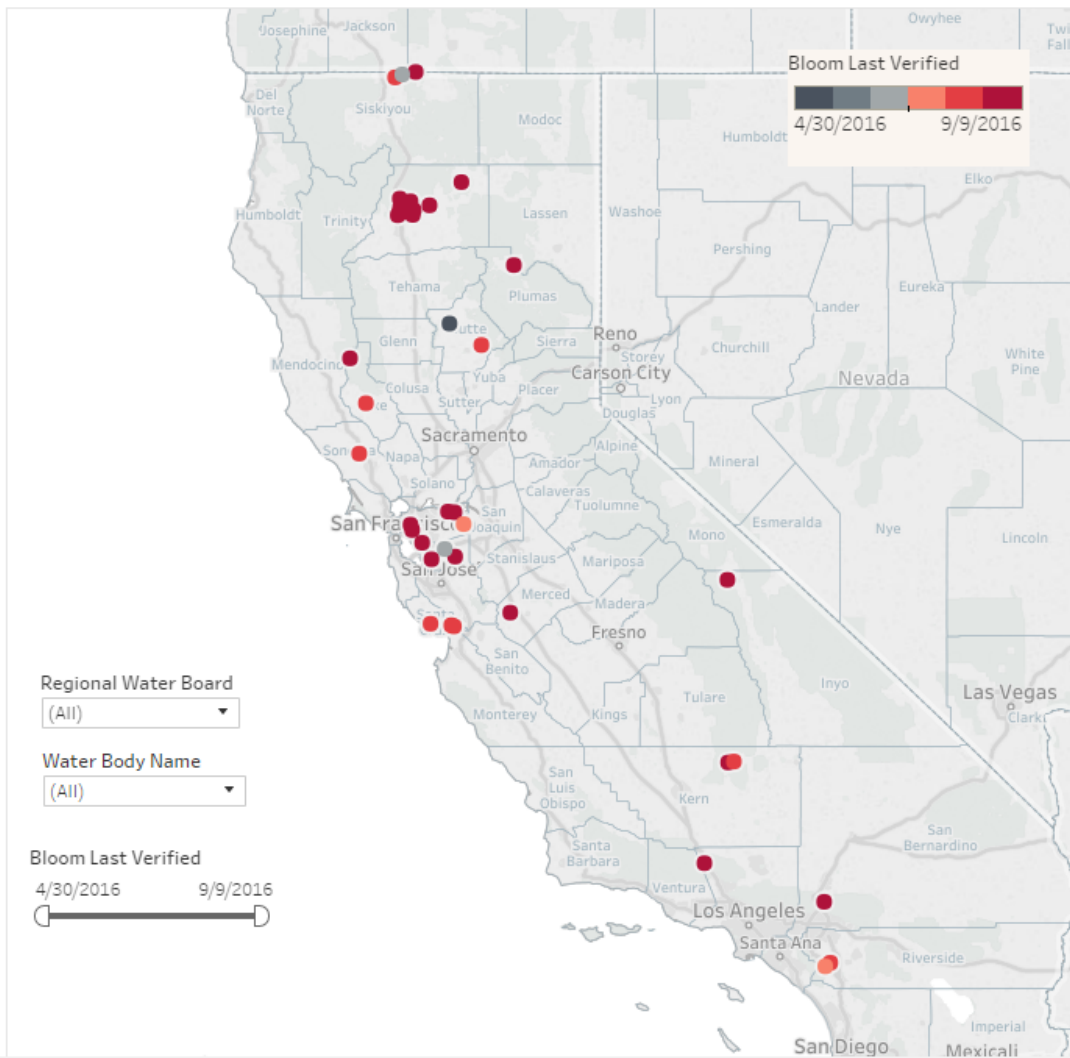 Owyhee
Josephine
Jackson
Twi
Fall
Bloom Last Verified
4/30/2016
9/9/2016
Del
Norte
Siskiyou
Modoc
Humboldt
Elko
Humboldt
Trinity
Lassen
Washoe
Pershing
Tehama
Plumas
Lander
Eureka
utte
Reno
Glenn
Sierra
Storey
Churchill
White
Pine
Mendocino
Carson City
Nevada
Colusa
Yuba
Placer
Sutter
Lyon
Douglas
Sacramento
Alpine
Napa
Mineral
Solano
Amador
Calaveras
Tuolumne
San Francisco
San
Joaquin
Esmeralda
Nye
Mono
Lincoln
Stanislaus
San Jose
Mariposa
Merced
Madera
Fresno
San
Benito
Regional Water Board
(All)
Inyo
Las Vegas
Tulare
Clark
Monterey
Kings
Water Body Name
(All)
San
Luis
Obispo
Kern
San
Bernardino
Bloom Last Verified
4/30/2016
9/9/2016
Santa
Barbara
Ventura
Los Angeles
Santa Ana
Riverside
Imperial
San Diego
Mexicali